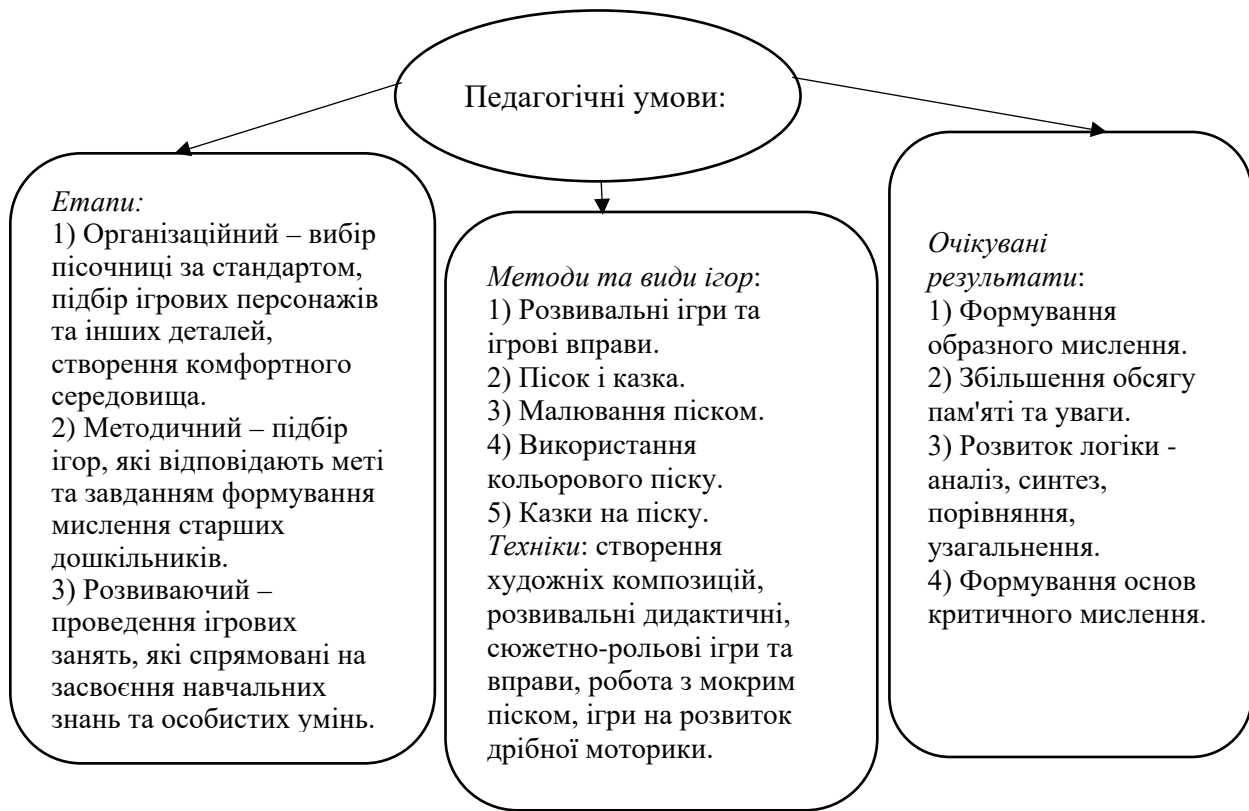 Педагогічні умови:
Етапи:
1) Організаційний – вибір
пісочниці за стандартом,
підбір ігрових персонажів
та інших деталей,
створення комфортного
середовища.
2) Методичний – підбір
ігор, які відповідають меті
та завданням формування
мислення старших
дошкільників.
3) Розвиваючий –
проведення ігрових
занять, які спрямовані на
засвоєння навчальних
знань та особистих умінь.
Методи та види ігор:
1) Розвивальні ігри та
ігрові вправи.
2) Пісок і казка.
3) Малювання піском.
4) Використання
кольорового піску.
5) Казки на піску.
Техніки: створення
художніх композицій,
розвивальні дидактичні,
сюжетно-рольові ігри та
вправи, робота з мокрим
піском, ігри на розвиток
дрібної моторики.
Очікувані
результати:
1) Формування
образного мислення.
2) Збільшення обсягу
пам'яті та уваги.
3) Розвиток логіки -
аналіз, синтез,
порівняння,
узагальнення.
4) Формування основ
критичного мислення.